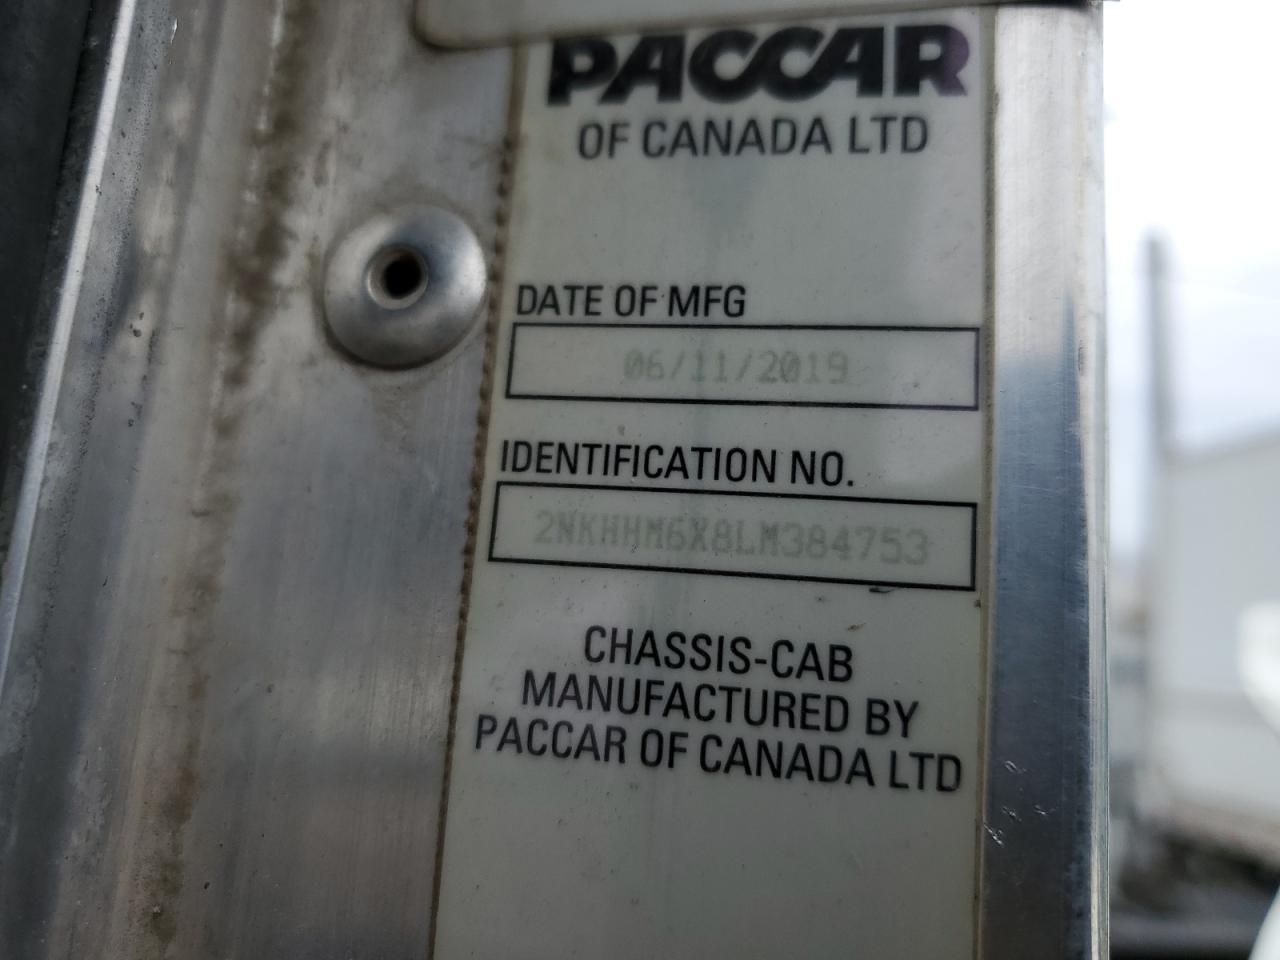 PACCAR
OF CANADA LTD
DATE OF MFG
06/11/2019
IDENTIFICATION NO.
2NKHHM6X8LM384753
CHASSIS-CAB
MANUFACTURED BY
PACCAR OF CANADA LTD